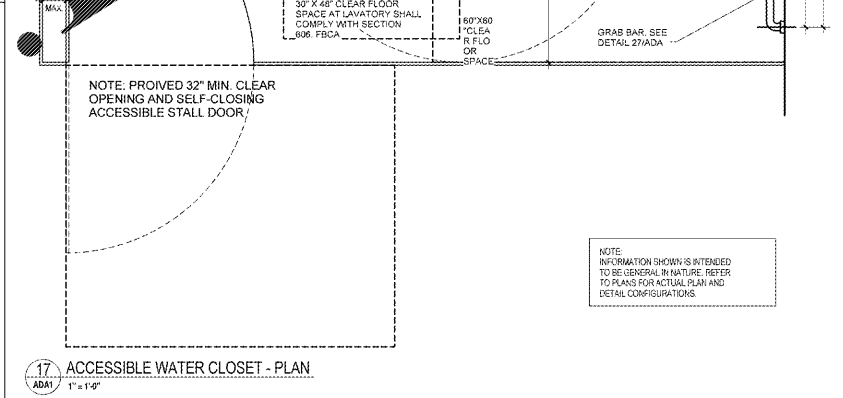 MAX.
30" X 48" CLEAR FLOOR
SPACE AT LAVATORY SHALL
COMPLY WITH SECTION
606. FBCA
60"X60
"CLEA
R FLO
OR
SPACE
GRAB BAR. SEE
DETAIL 27/ADA
NOTE: PROIVED 32" MIN. CLEAR
OPENING AND SELF-CLOSING
ACCESSIBLE STALL DOOR
NOTE:
INFORMATION SHOWN IS INTENDED
TO BE GENERAL IN NATURE. REFER
TO PLANS FOR ACTUAL PLAN AND
DETAIL CONFIGURATIONS.
17
ADA1
ACCESSIBLE WATER CLOSET - PLAN
1" = 1'-0"